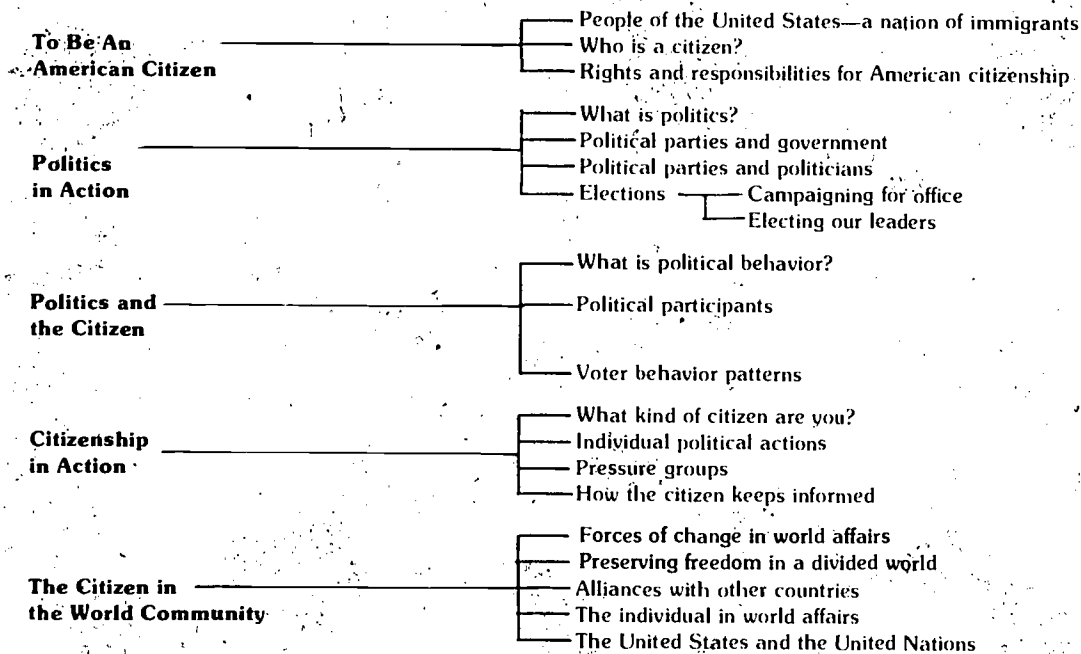 To Be An
American Citizen
People of the United States—a nation of immigrants
Who is a citizen?
Rights and responsibilities for American citizenship
Politics
in Action
What is politics?
Political parties and government
Political parties and politicians
Elections
Campaigning for office
Electing our leaders
Politics and
the Citizen
What is political behavior?
Political participants
Voter behavior patterns
Citizenship
in Action
What kind of citizen are you?
Individual political actions
Pressure groups
How the citizen keeps informed
The Citizen in
the World Community
Forces of change in world affairs
Preserving freedom in a divided world
Alliances with other countries
The individual in world affairs
The United States and the United Nations